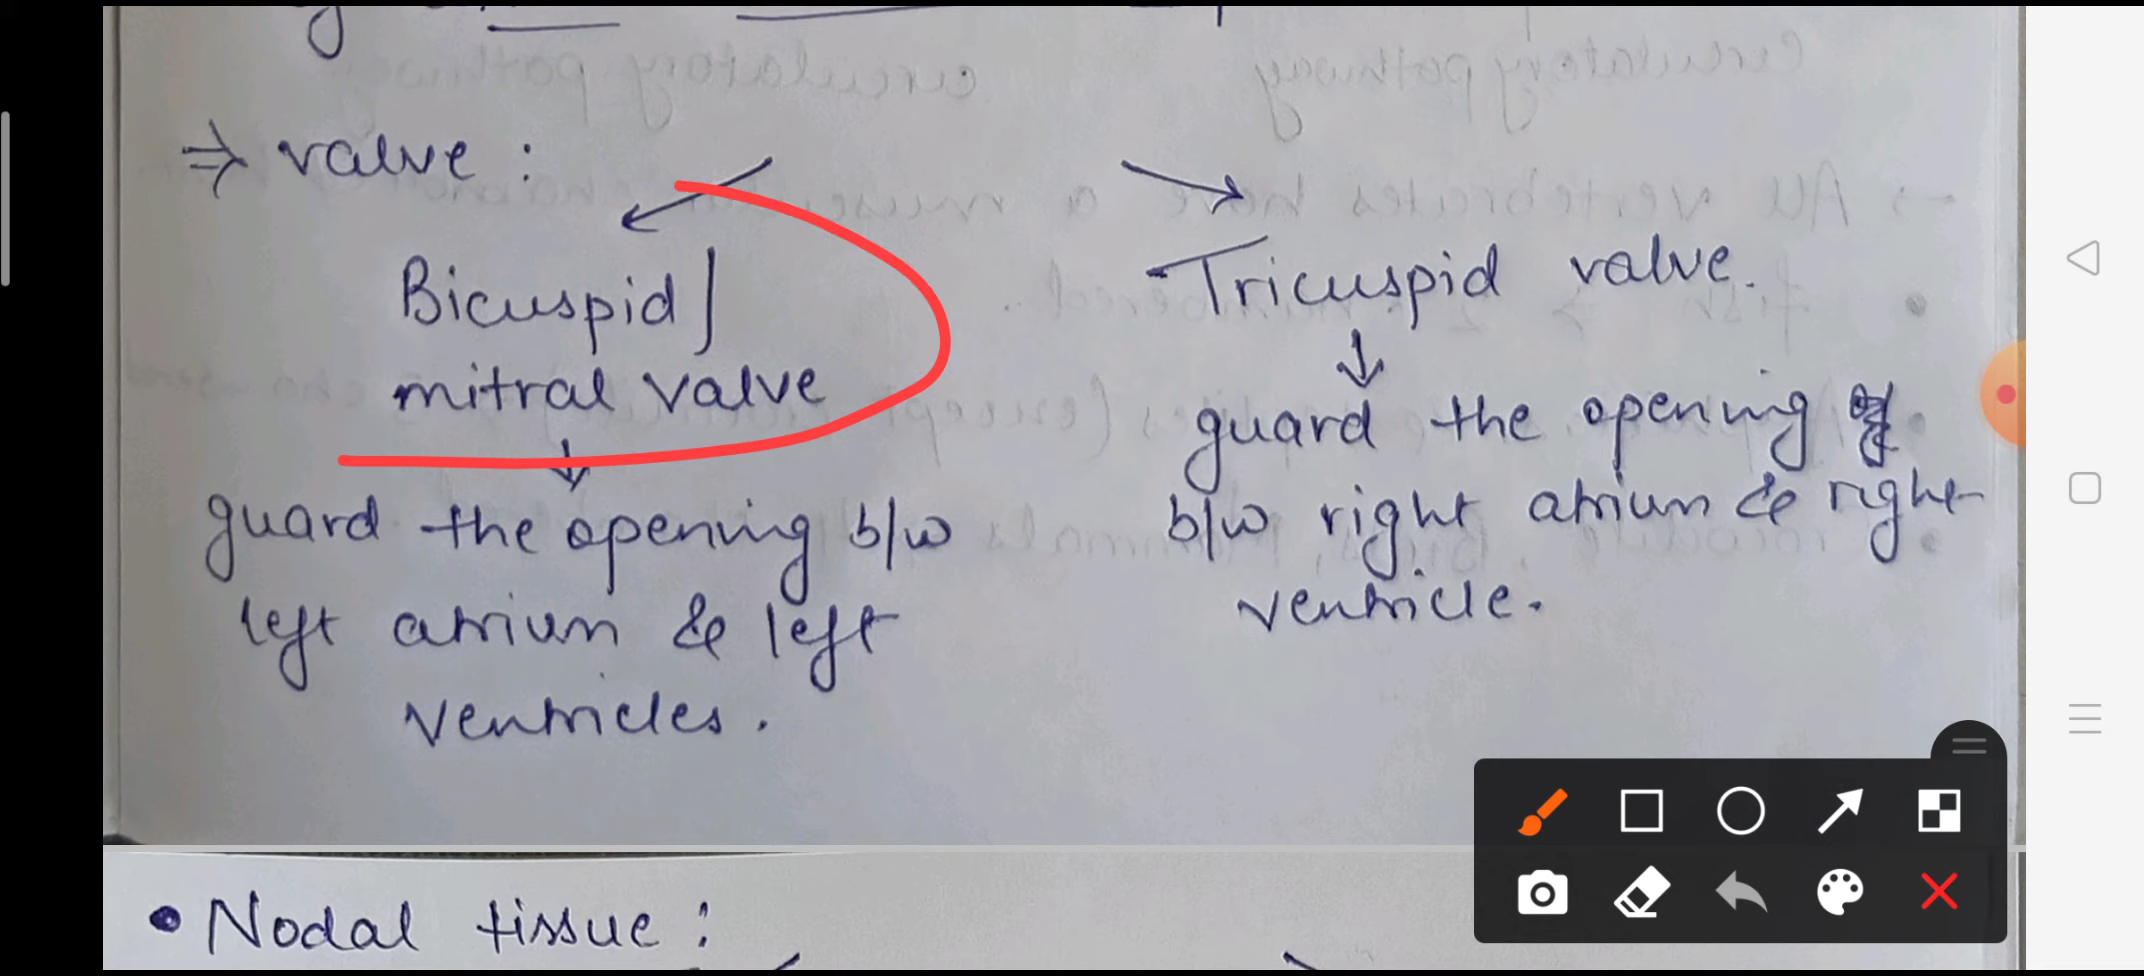 ⇒ valve :
Bicuspid /
mitral valve
↓
guard the opening b/w
left atrium & left
ventricles.
Tricuspid valve.
↓
guard the opening of
b/w right atrium & right
ventricle.
• Nodal tissue :